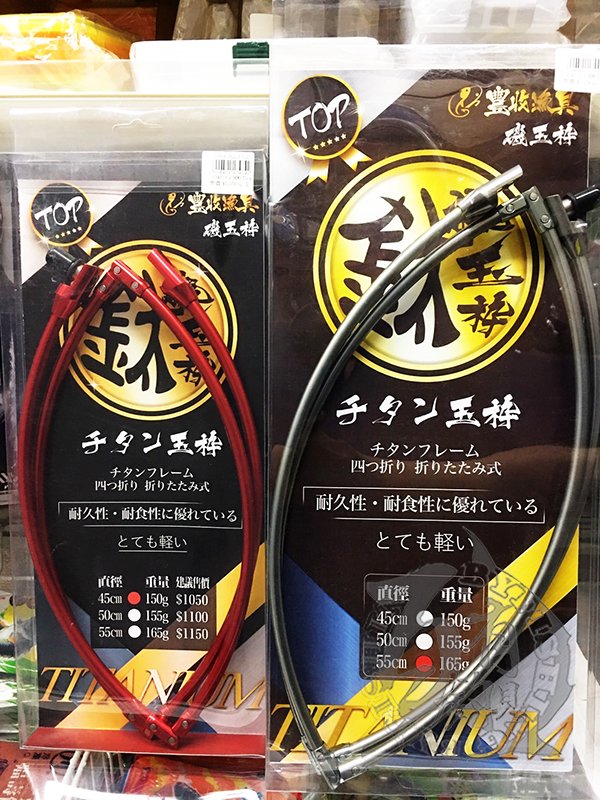 TOP
豐收漁具
磯玉枠
鈦
チタン玉枠
チタンフレーム
四つ折り 折りたたみ式
耐久性・耐食性に優れている
とても軽い
直徑 重量 建議售價
45cm 150g $1050
50cm 155g $1100
55cm 165g $1150
TITANIUM
TOP
豐收漁具
磯玉枠
鈦
玉枠
チタン玉枠
チタンフレーム
四つ折り 折りたたみ式
耐久性・耐食性に優れている
とても軽い
直徑 重量
45cm 150g
50cm 155g
55cm 165g
TITANIUM